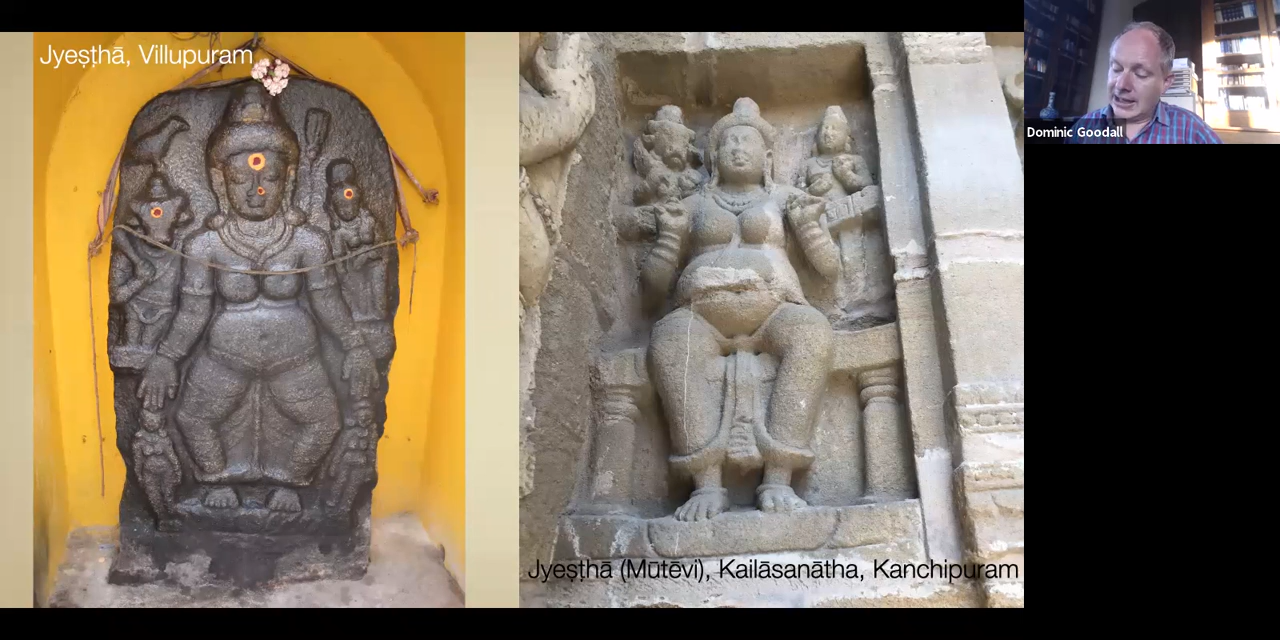 Jyeṣṭhā, Villupuram
Dominic Goodall
Jyeṣṭhā (Mūtēvi), Kailāsanātha, Kanchipuram